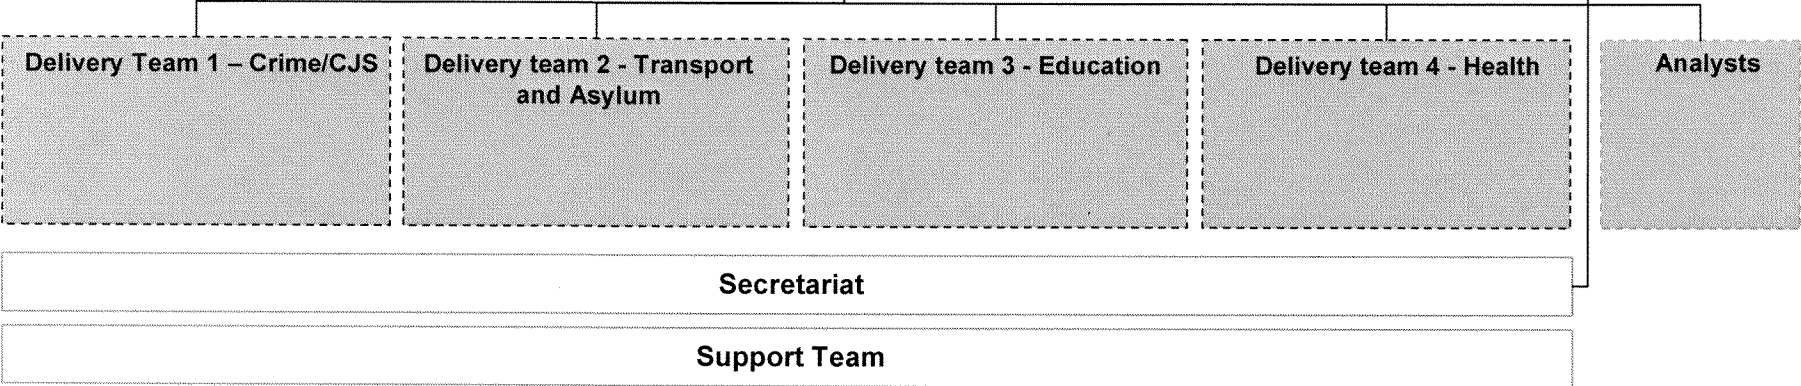 Delivery Team 1 – Crime/CJS
Delivery team 2 - Transport
and Asylum
Delivery team 3 - Education
Delivery team 4 - Health
Analysts
Secretariat
Support Team